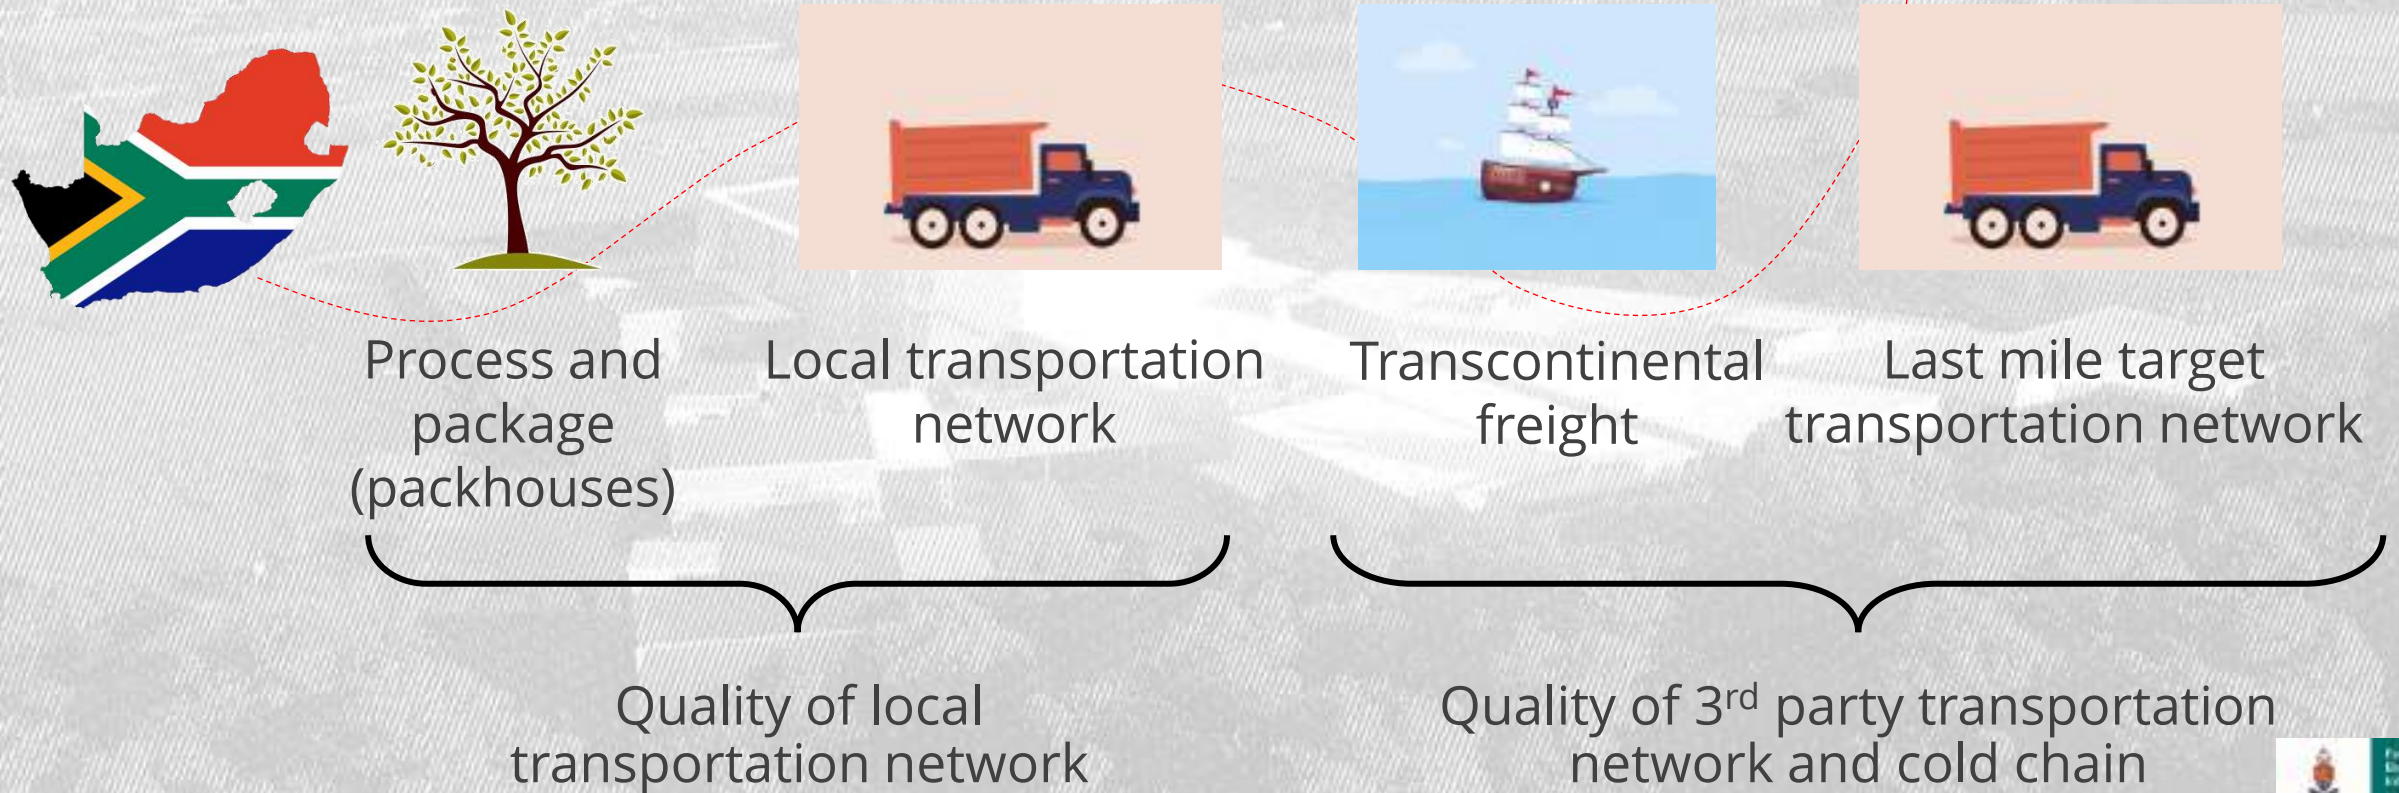 Process and
package
(packhouses)
Local transportation
network
Transcontinental
freight
Last mile target
transportation network
Quality of local
transportation network
Quality of 3rd party transportation
network and cold chain